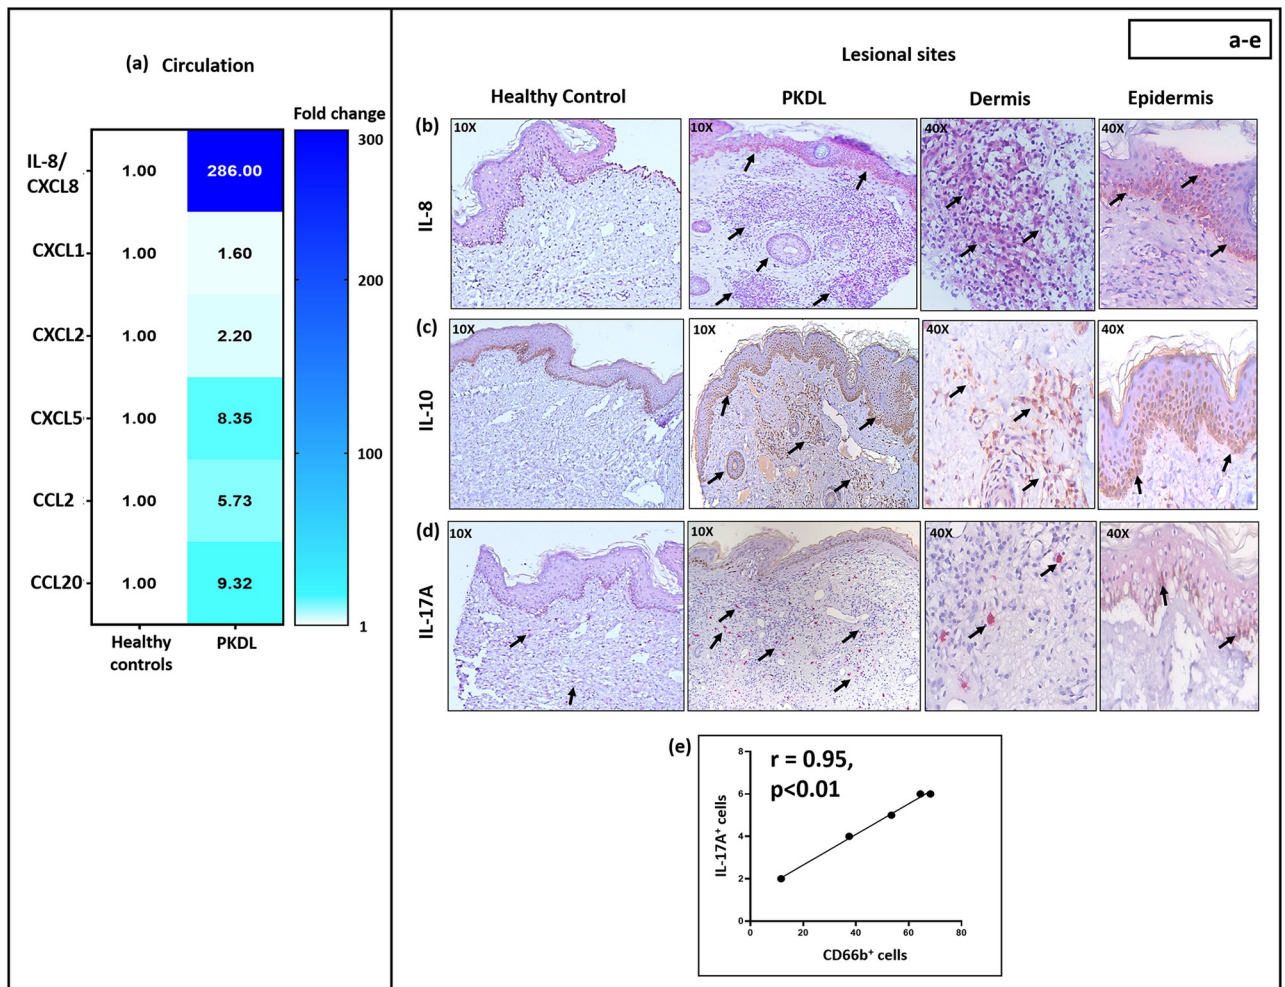 a-e
(a) Circulation
Fold change
IL-8/
CXCL8
1.00
286.00
CXCL1
1.00
1.60
CXCL2
1.00
2.20
CXCL5
1.00
8.35
CCL2
1.00
5.73
CCL20
1.00
9.32
300
200
100
1
Healthy
controls
PKDL
Lesional sites
Healthy Control
PKDL
Dermis
Epidermis
(b)
IL-8
10X
10X
40X
40X
(c)
IL-10
10X
10X
40X
40X
(d)
IL-17A
10X
10X
40X
40X
(e)
r = 0.95,
p<0.01
IL-17A⁺ cells
8
6
4
2
0
0 20 40 60 80
CD66b⁺ cells